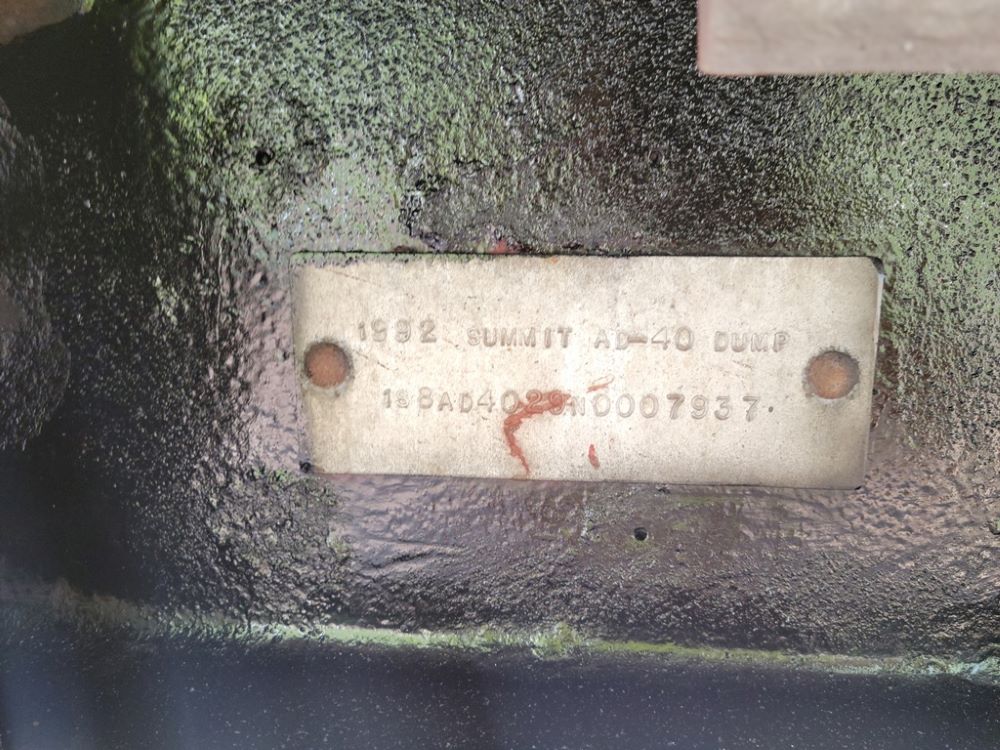 1992 SUMMIT AD-40 DUMP
1S8AD4029N0007937